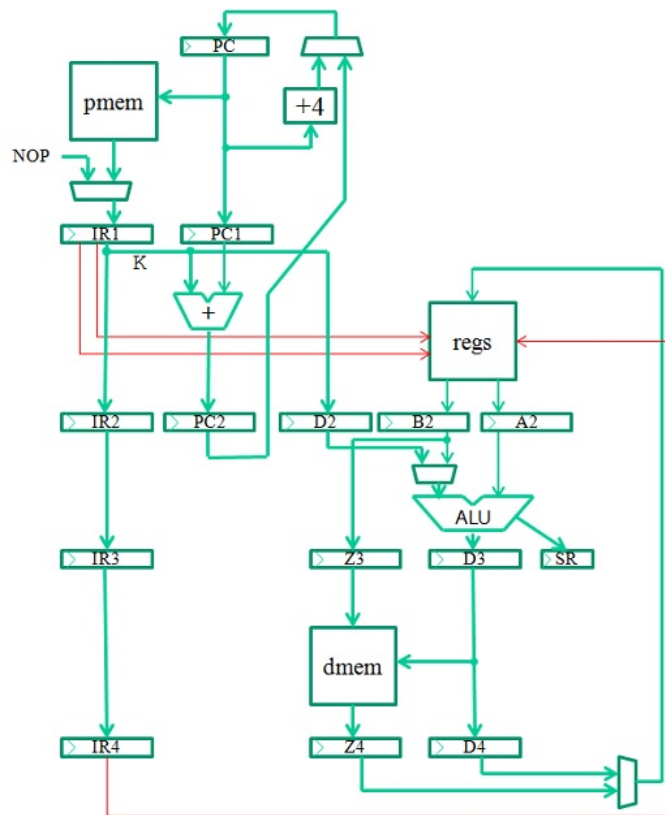 PC
pmem
+4
NOP
IR1
PC1
K
+
regs
IR2
PC2
D2
B2
A2
ALU
IR3
Z3
D3
SR
dmem
IR4
Z4
D4